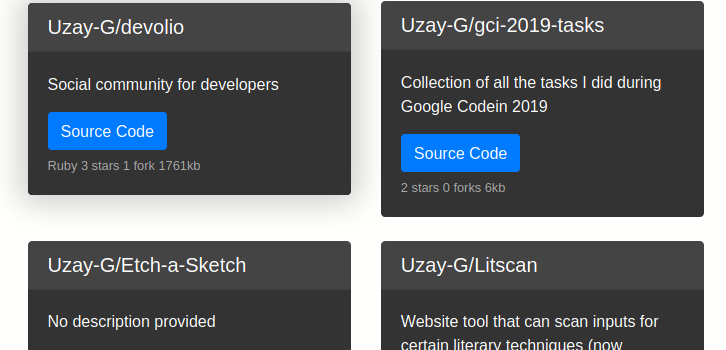 Uzay-G/devolio
Social community for developers
Source Code
Ruby 3 stars 1 fork 1761kb
Uzay-G/gci-2019-tasks
Collection of all the tasks I did during
Google Codein 2019
Source Code
2 stars 0 forks 6kb
Uzay-G/Etch-a-Sketch
No description provided
Uzay-G/Litscan
Website tool that can scan inputs for
certain literary techniques (now